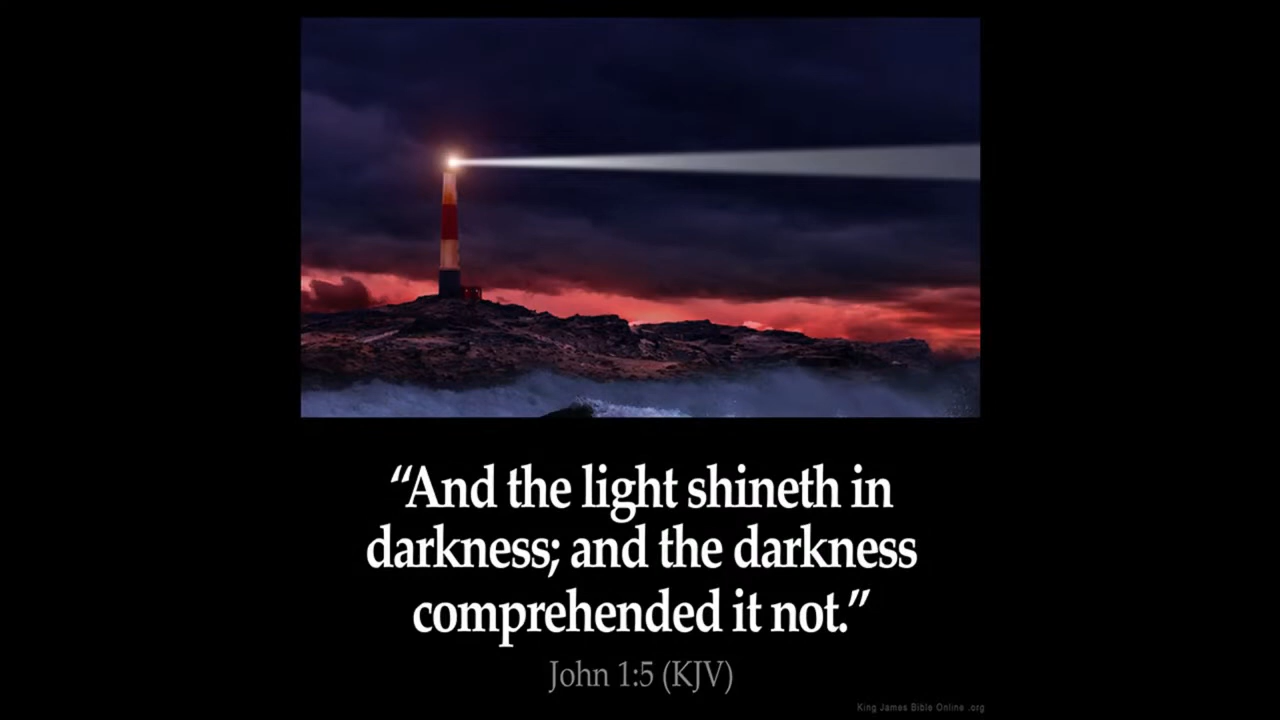 “And the light shineth in
darkness; and the darkness
comprehended it not.”
John 1:5 (KJV)
King James Bible Online .org